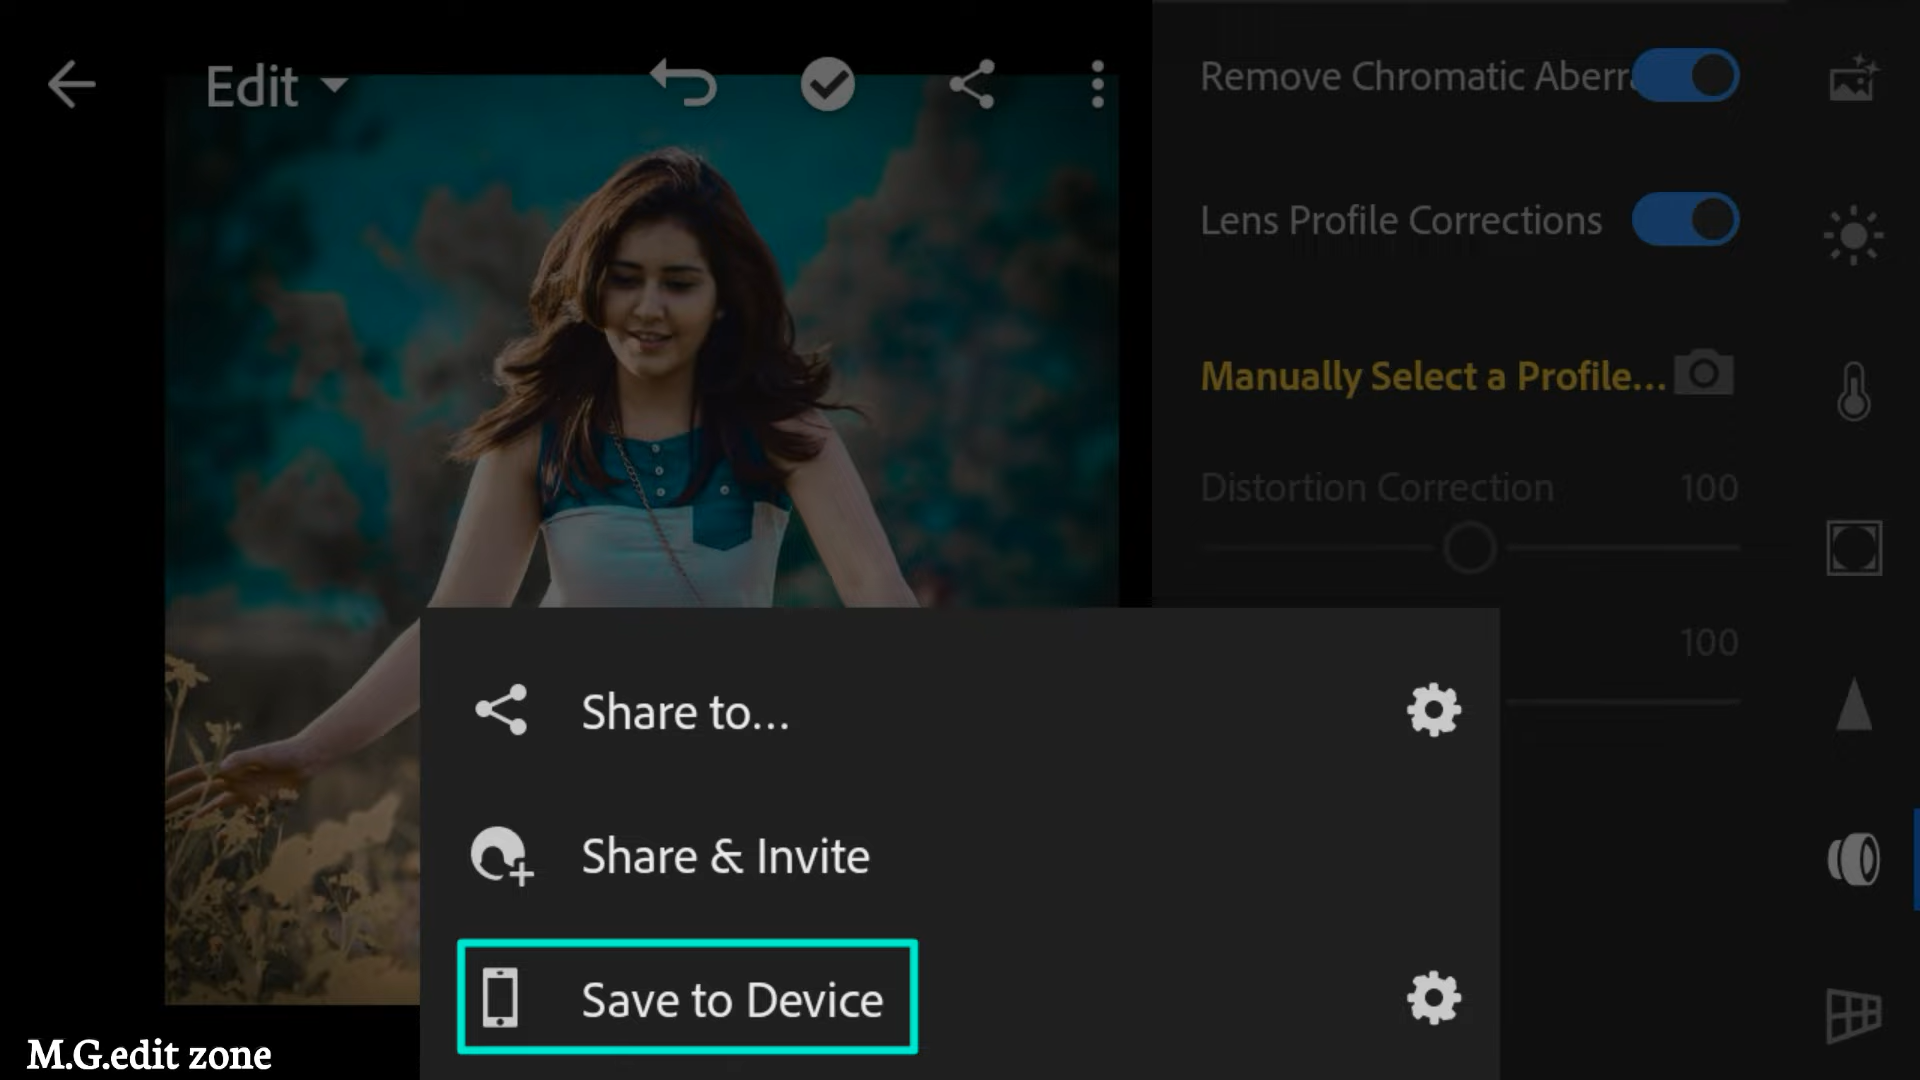 Edit
Remove Chromatic Aberra
Lens Profile Corrections
Manually Select a Profile...
Distortion Correction 100
100
Share to...
Share & Invite
Save to Device
M.G.edit zone